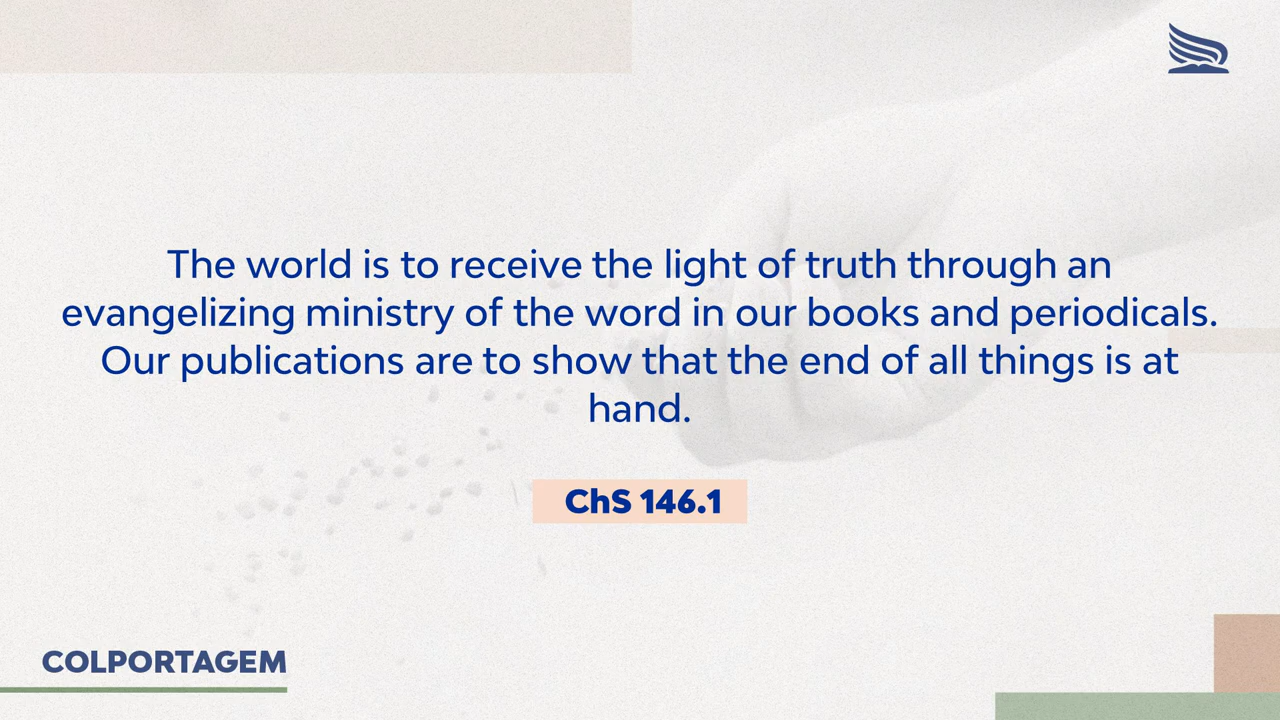 The world is to receive the light of truth through an
evangelizing ministry of the word in our books and periodicals.
Our publications are to show that the end of all things is at
hand.
ChS 146.1
COLPORTAGEM